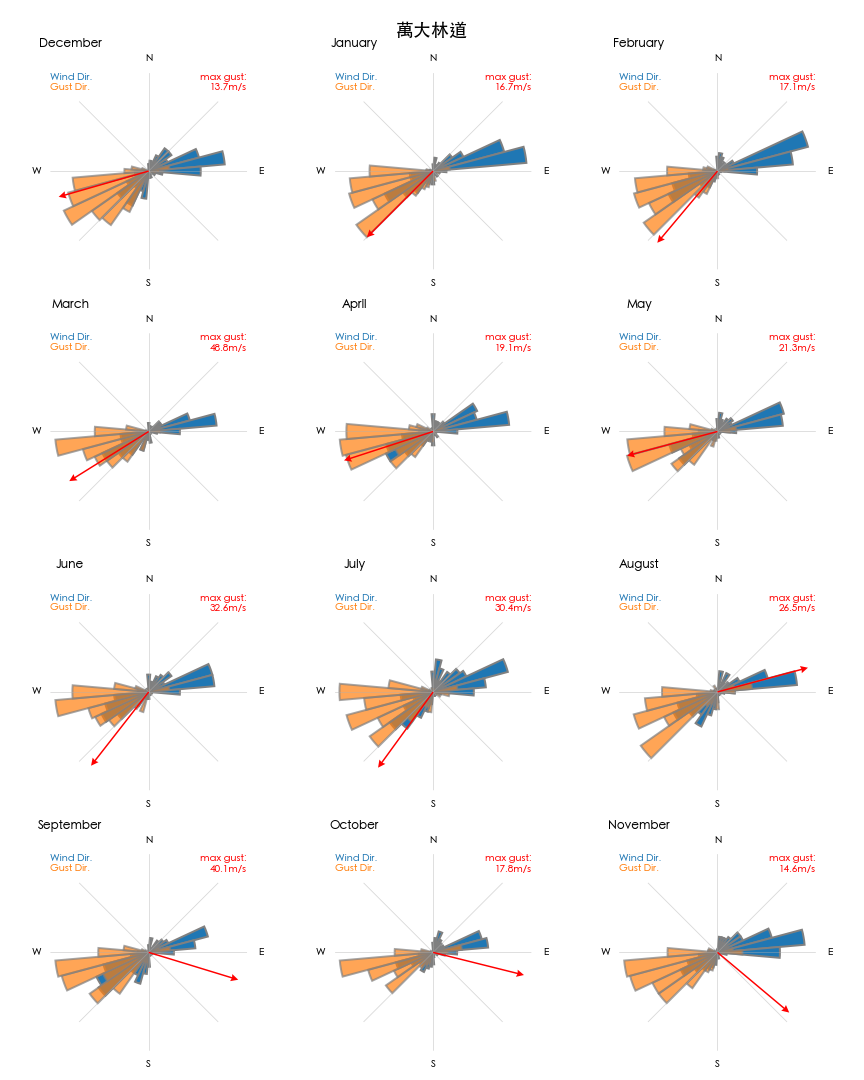 萬大林道
December
January
February
N
N
N
Wind Dir.
Gust Dir.
max gust:
13.7m/s
Wind Dir.
Gust Dir.
max gust:
16.7m/s
Wind Dir.
Gust Dir.
max gust:
17.1m/s
W
E
W
E
W
E
S
S
S
March
April
May
N
N
N
Wind Dir.
Gust Dir.
max gust:
48.8m/s
Wind Dir.
Gust Dir.
max gust:
19.1m/s
Wind Dir.
Gust Dir.
max gust:
21.3m/s
W
E
W
E
W
E
S
S
S
June
July
August
N
N
N
Wind Dir.
Gust Dir.
max gust:
32.6m/s
Wind Dir.
Gust Dir.
max gust:
30.4m/s
Wind Dir.
Gust Dir.
max gust:
26.5m/s
W
E
W
E
W
E
S
S
S
September
October
November
N
N
N
Wind Dir.
Gust Dir.
max gust:
40.1m/s
Wind Dir.
Gust Dir.
max gust:
17.8m/s
Wind Dir.
Gust Dir.
max gust:
14.6m/s
W
E
W
E
W
E
S
S
S